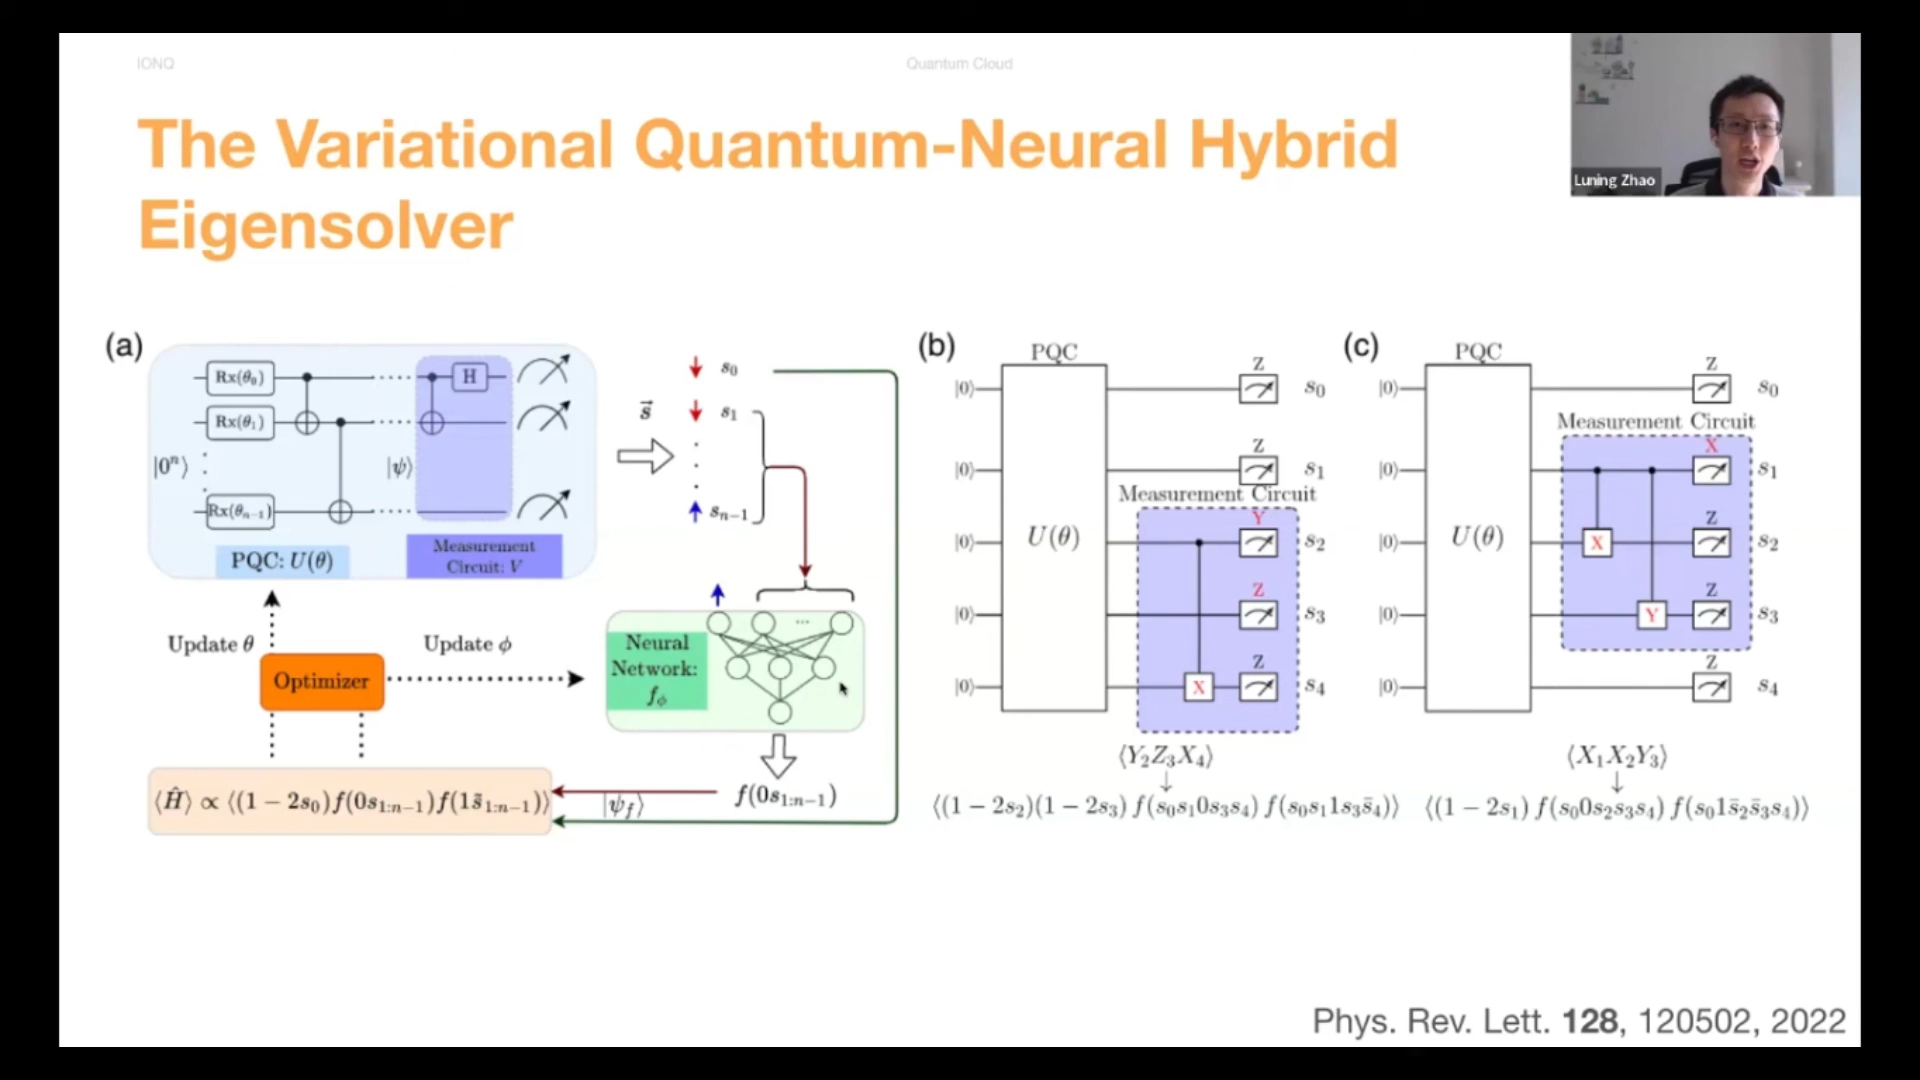 IONQ
Quantum Cloud
The Variational Quantum-Neural Hybrid
Eigensolver
Luning Zhao
(a)
Rx(θ₀)
H
Rx(θ₁)
|0ⁿ⟩
|ψ⟩
Rx(θₙ₋₁)
PQC: U(θ)
Measurement
Circuit: V
s⃗
s₀
s₁
sₙ₋₁
Update θ
Optimizer
Update ϕ
Neural
Network:
f_ϕ
⟨Ĥ⟩ ∝ ⟨(1 − 2s₀)f(0s₁:ₙ₋₁)f(1s̃₁:ₙ₋₁)⟩
|ψ_f⟩
f(0s₁:ₙ₋₁)
(b)
PQC
|0⟩
|0⟩
|0⟩
|0⟩
|0⟩
U(θ)
Z
s₀
Z
s₁
Measurement Circuit
Y
s₂
Z
s₃
X
Z
s₄
⟨Y₂Z₃X₄⟩
⟨(1 − 2s₂)(1 − 2s₃) f(s₀s₁0s₃s₄) f(s₀s₁1s₃s̄₄)⟩
(c)
PQC
|0⟩
|0⟩
|0⟩
|0⟩
|0⟩
U(θ)
Z
s₀
Measurement Circuit
X
s₁
X
Z
s₂
Y
Z
s₃
Z
s₄
⟨X₁X₂Y₃⟩
⟨(1 − 2s₁) f(s₀0s₂s₃s₄) f(s₀1s̄₂s̄₃s₄)⟩
Phys. Rev. Lett. 128, 120502, 2022